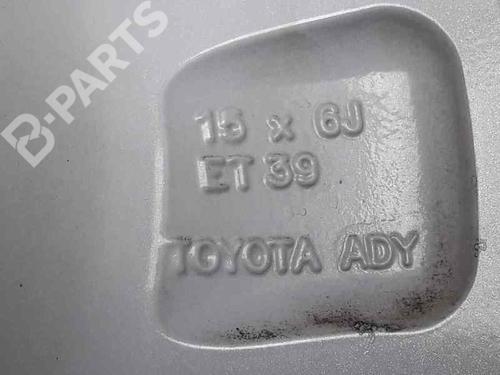 B-PARTS
15 x 6J
ET 39
TOYOTA ADY